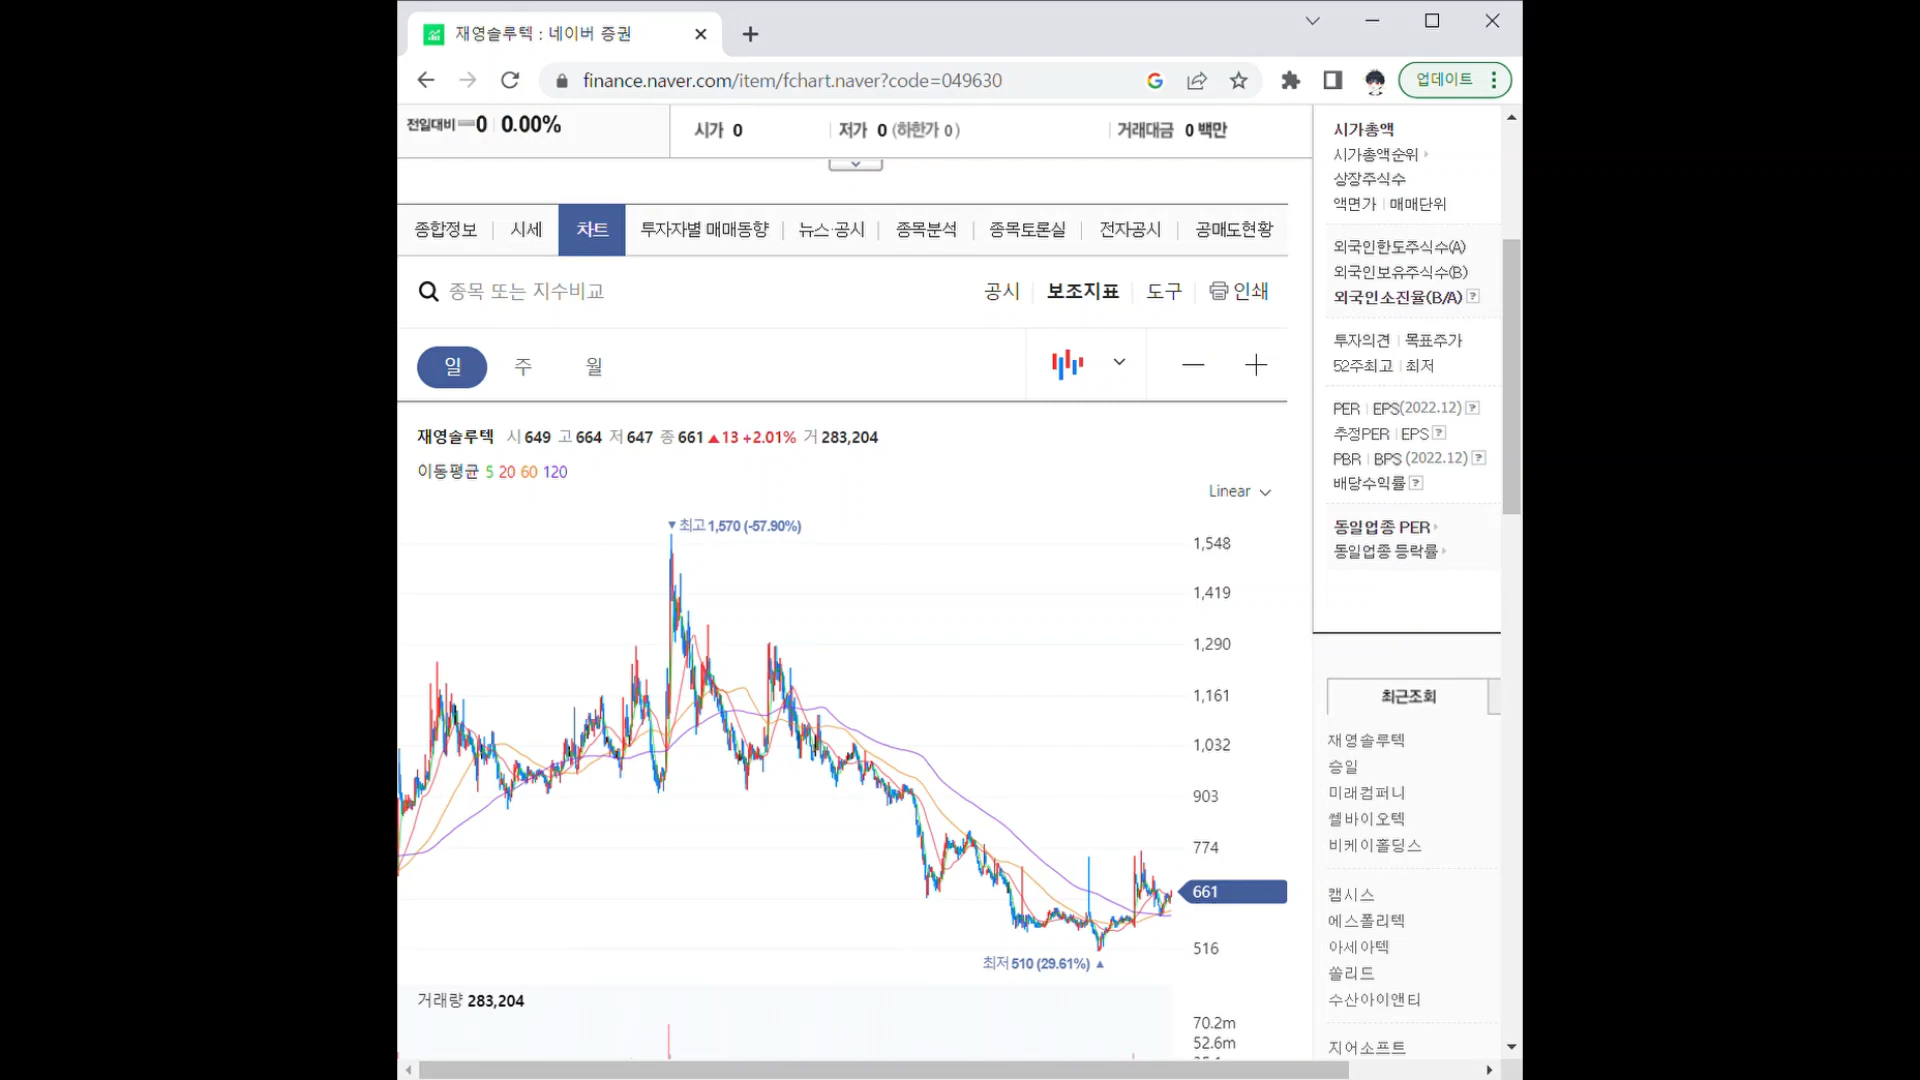 재영솔루텍 : 네이버 증권
finance.naver.com/item/fchart.naver?code=049630
업데이트
전일대비 0 0.00%
시가 0
저가 0 (하한가 0)
거래대금 0 백만
종합정보 시세 차트 투자자별 매매동향 뉴스·공시 종목분석 종목토론실 전자공시 공매도현황
종목 또는 지수비교
공시 보조지표 도구 인쇄
일 주 월
재영솔루텍 시 649 고 664 저 647 종 661 ▲13 +2.01% 거 283,204
이동평균 5 20 60 120
Linear
▼최고 1,570 (-57.90%)
1,548
1,419
1,290
1,161
1,032
903
774
661
516
최저 510 (29.61%) ▲
거래량 283,204
70.2m
52.6m
시가총액
시가총액순위
상장주식수
액면가 | 매매단위
외국인한도주식수(A)
외국인보유주식수(B)
외국인소진율(B/A) ?
투자의견 | 목표주가
52주최고 | 최저
PER | EPS(2022.12) ?
추정PER | EPS ?
PBR | BPS (2022.12) ?
배당수익률 ?
동일업종 PER
동일업종 등락률
최근조회
재영솔루텍
승일
미래컴퍼니
쎌바이오텍
비케이홀딩스
캠시스
에스폴리텍
아세아텍
쏠리드
수산아이앤티
지어소프트